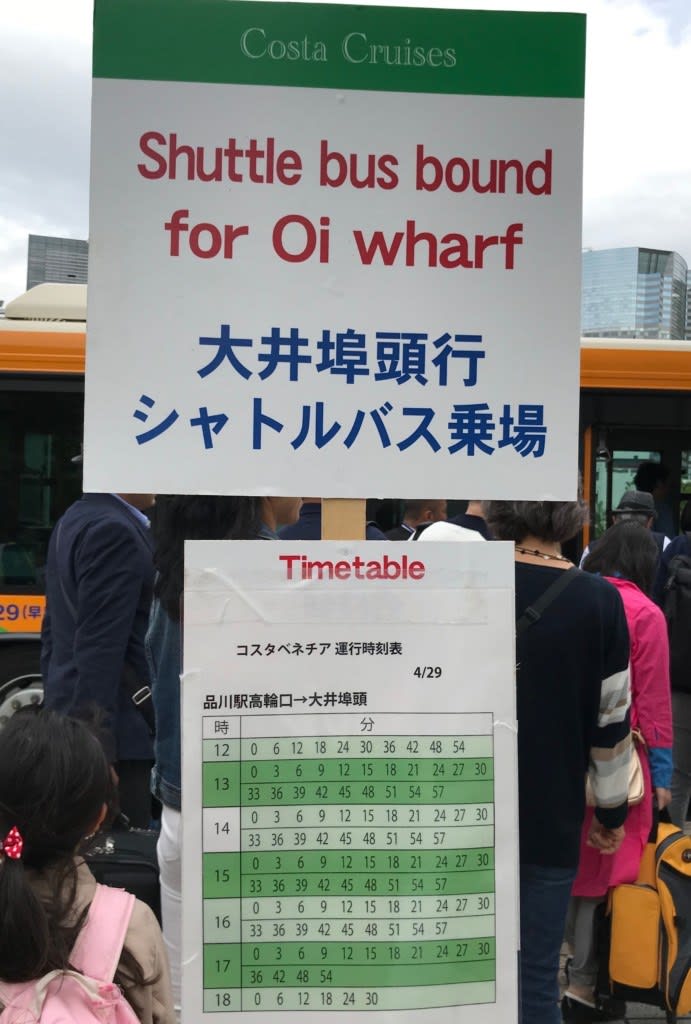 Costa Cruises
Shuttle bus bound
for Oi wharf
大井埠頭行
シャトルバス乗場
29(早
Timetable
コスタベネチア 運行時刻表
4/29
品川駅高輪口→大井埠頭
時 分
12 0 6 12 18 24 30 36 42 48 54
13 0 3 6 9 12 15 18 21 24 27 30
33 36 39 42 45 48 51 54 57
14 0 3 6 9 12 15 18 21 24 27 30
33 36 39 42 45 48 51 54 57
15 0 3 6 9 12 15 18 21 24 27 30
33 36 39 42 45 48 51 54 57
16 0 3 6 9 12 15 18 21 24 27 30
33 36 39 42 45 48 51 54 57
17 0 3 6 9 12 15 18 21 24 27 30
36 42 48 54
18 0 6 12 18 24 30